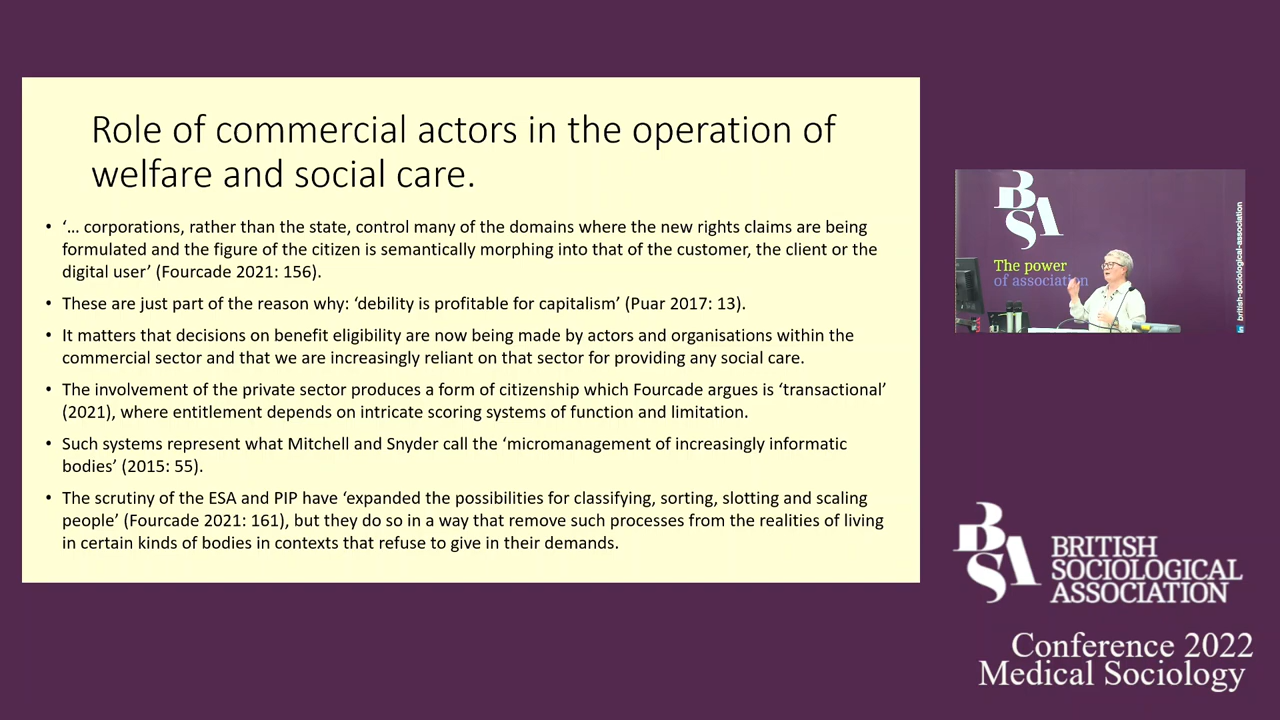 Role of commercial actors in the operation of
welfare and social care.
• ‘… corporations, rather than the state, control many of the domains where the new rights claims are being
formulated and the figure of the citizen is semantically morphing into that of the customer, the client or the
digital user’ (Fourcade 2021: 156).
• These are just part of the reason why: ‘debility is profitable for capitalism’ (Puar 2017: 13).
• It matters that decisions on benefit eligibility are now being made by actors and organisations within the
commercial sector and that we are increasingly reliant on that sector for providing any social care.
• The involvement of the private sector produces a form of citizenship which Fourcade argues is ‘transactional’
(2021), where entitlement depends on intricate scoring systems of function and limitation.
• Such systems represent what Mitchell and Snyder call the ‘micromanagement of increasingly informatic
bodies’ (2015: 55).
• The scrutiny of the ESA and PIP have ‘expanded the possibilities for classifying, sorting, slotting and scaling
people’ (Fourcade 2021: 161), but they do so in a way that remove such processes from the realities of living
in certain kinds of bodies in contexts that refuse to give in their demands.
BSA
The power
of association
british-sociological-association
in
BSA
BRITISH
SOCIOLOGICAL
ASSOCIATION
Conference 2022
Medical Sociology